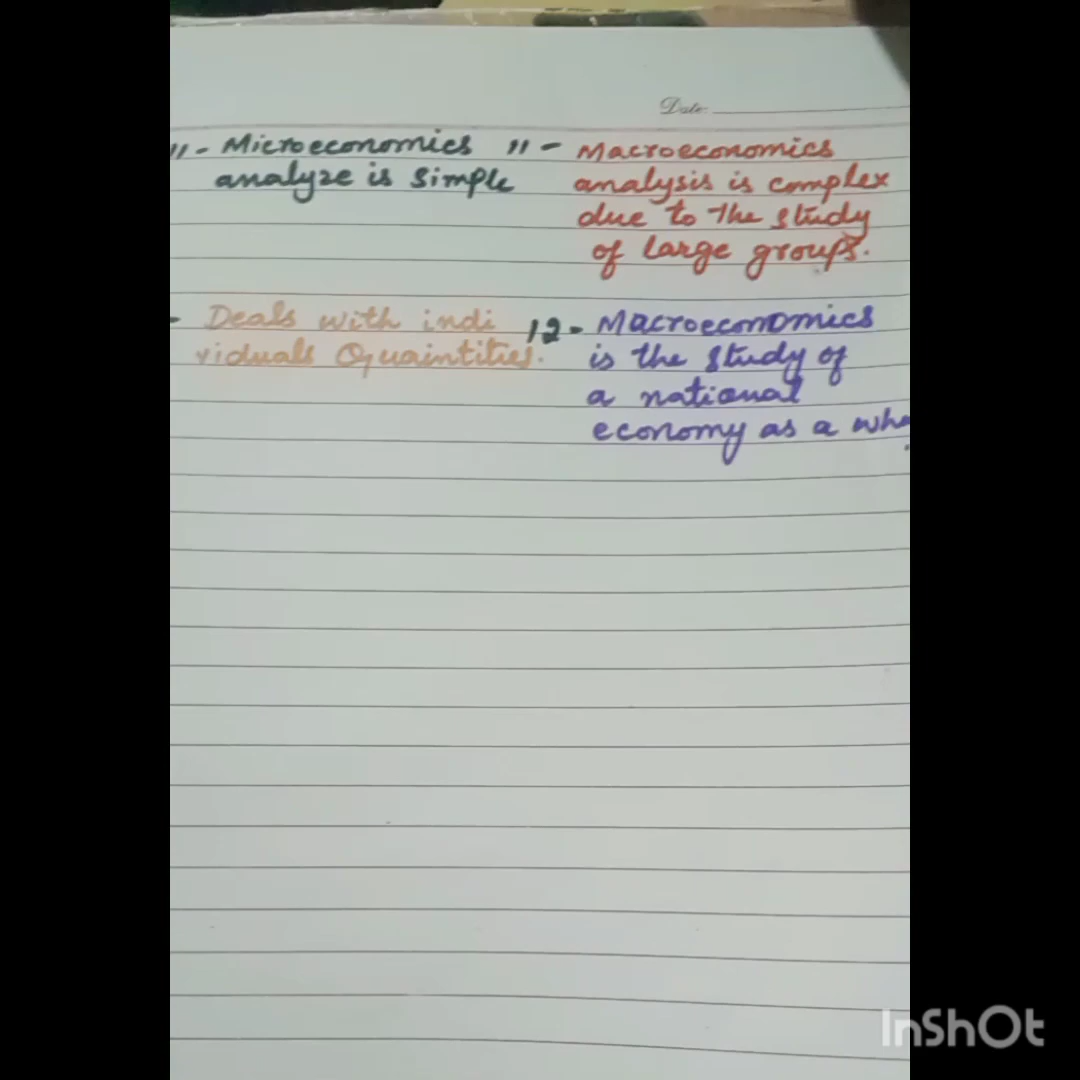 Date:
11 - Microeconomics
analyze is simple
11 - Macroeconomics
analysis is complex
due to the study
of large groups.
- Deals with indi
viduals Quaintities.
12 - Macroeconomics
is the study of
a national
economy as a who
InShOt